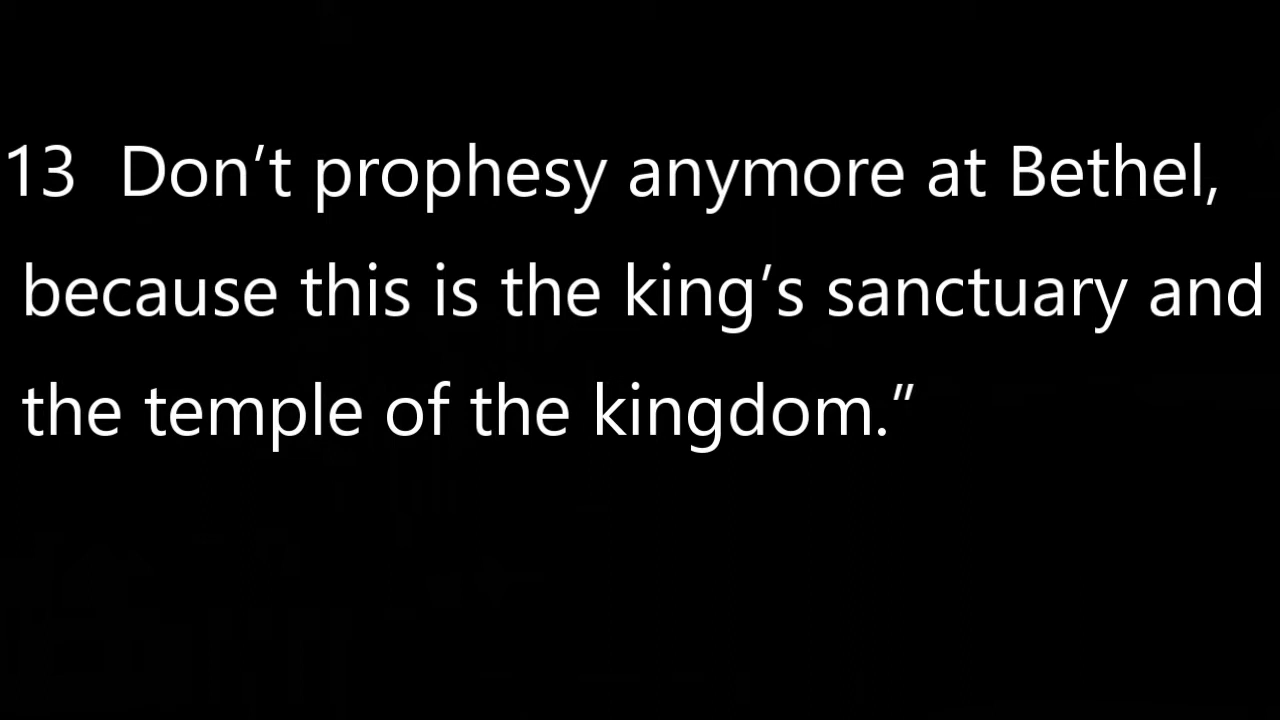 13 Don’t prophesy anymore at Bethel,
because this is the king’s sanctuary and
the temple of the kingdom.”